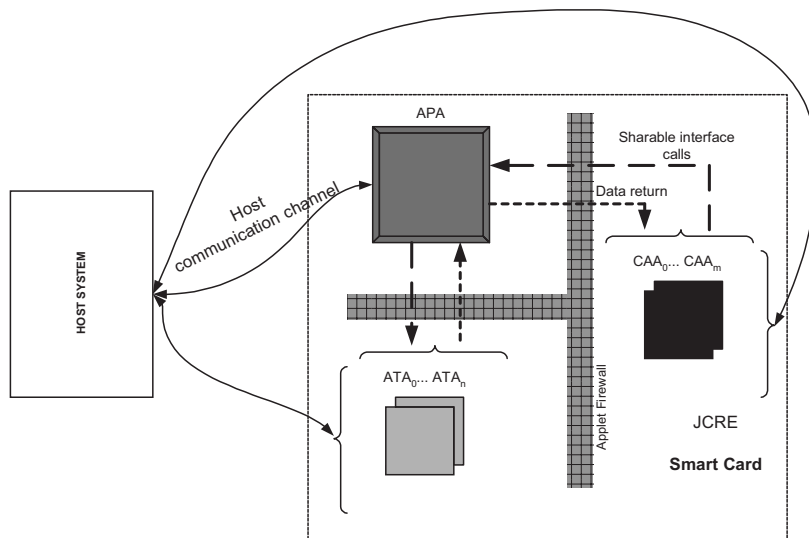 APA
Sharable interface
calls
Data return
Host
communication channel
HOST SYSTEM
CAA0... CAAm
ATA0... ATAn
Applet Firewall
JCRE
Smart Card